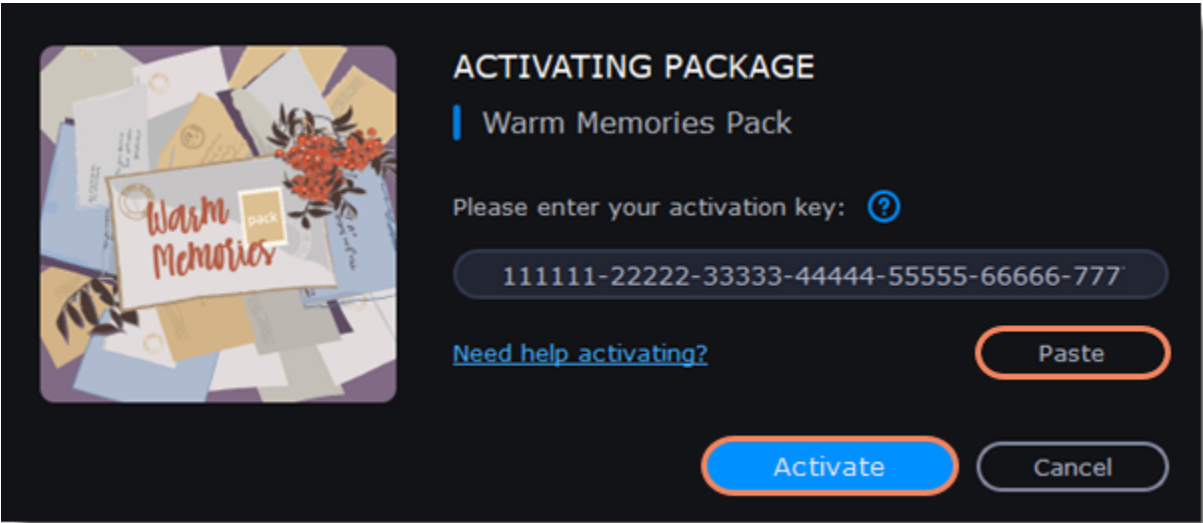 ACTIVATING PACKAGE
Warm Memories Pack
Warm
pack
Memories
Please enter your activation key: ?
111111-22222-33333-44444-55555-66666-777
Need help activating?
Paste
Activate
Cancel